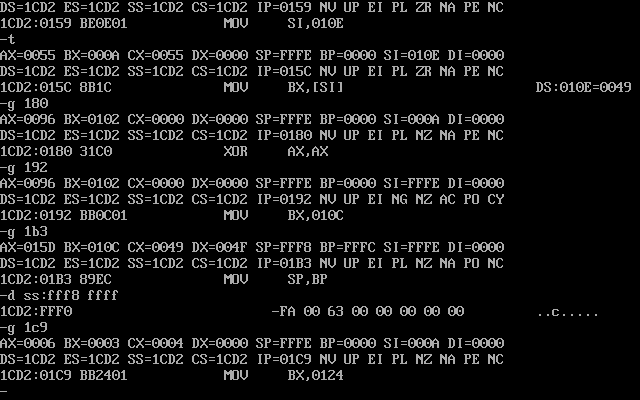 DS=1CD2 ES=1CD2 SS=1CD2 CS=1CD2 IP=0159 NV UP EI PL ZR NA PE NC
1CD2:0159 BE0E01 MOV SI,010E
-t
AX=0055 BX=000A CX=0055 DX=0000 SP=FFFE BP=0000 SI=010E DI=0000
DS=1CD2 ES=1CD2 SS=1CD2 CS=1CD2 IP=015C NV UP EI PL ZR NA PE NC
1CD2:015C 8B1C MOV BX,[SI] DS:010E=0049
-g 180
AX=0096 BX=0102 CX=0000 DX=0000 SP=FFFE BP=0000 SI=000A DI=0000
DS=1CD2 ES=1CD2 SS=1CD2 CS=1CD2 IP=0180 NV UP EI PL NZ NA PE NC
1CD2:0180 31C0 XOR AX,AX
-g 192
AX=0096 BX=0102 CX=0000 DX=0000 SP=FFFE BP=0000 SI=FFFE DI=0000
DS=1CD2 ES=1CD2 SS=1CD2 CS=1CD2 IP=0192 NV UP EI NG NZ AC PO CY
1CD2:0192 BB0C01 MOV BX,010C
-g 1b3
AX=015D BX=010C CX=0049 DX=004F SP=FFF8 BP=FFFC SI=FFFE DI=0000
DS=1CD2 ES=1CD2 SS=1CD2 CS=1CD2 IP=01B3 NV UP EI PL NZ NA PO NC
1CD2:01B3 89EC MOV SP,BP
-d ss:fff8 ffff
1CD2:FFF0 -FA 00 63 00 00 00 00 00 ..c.....
-g 1c9
AX=0006 BX=0003 CX=0004 DX=0000 SP=FFFE BP=0000 SI=000A DI=0000
DS=1CD2 ES=1CD2 SS=1CD2 CS=1CD2 IP=01C9 NV UP EI PL NZ NA PE NC
1CD2:01C9 BB2401 MOV BX,0124
-